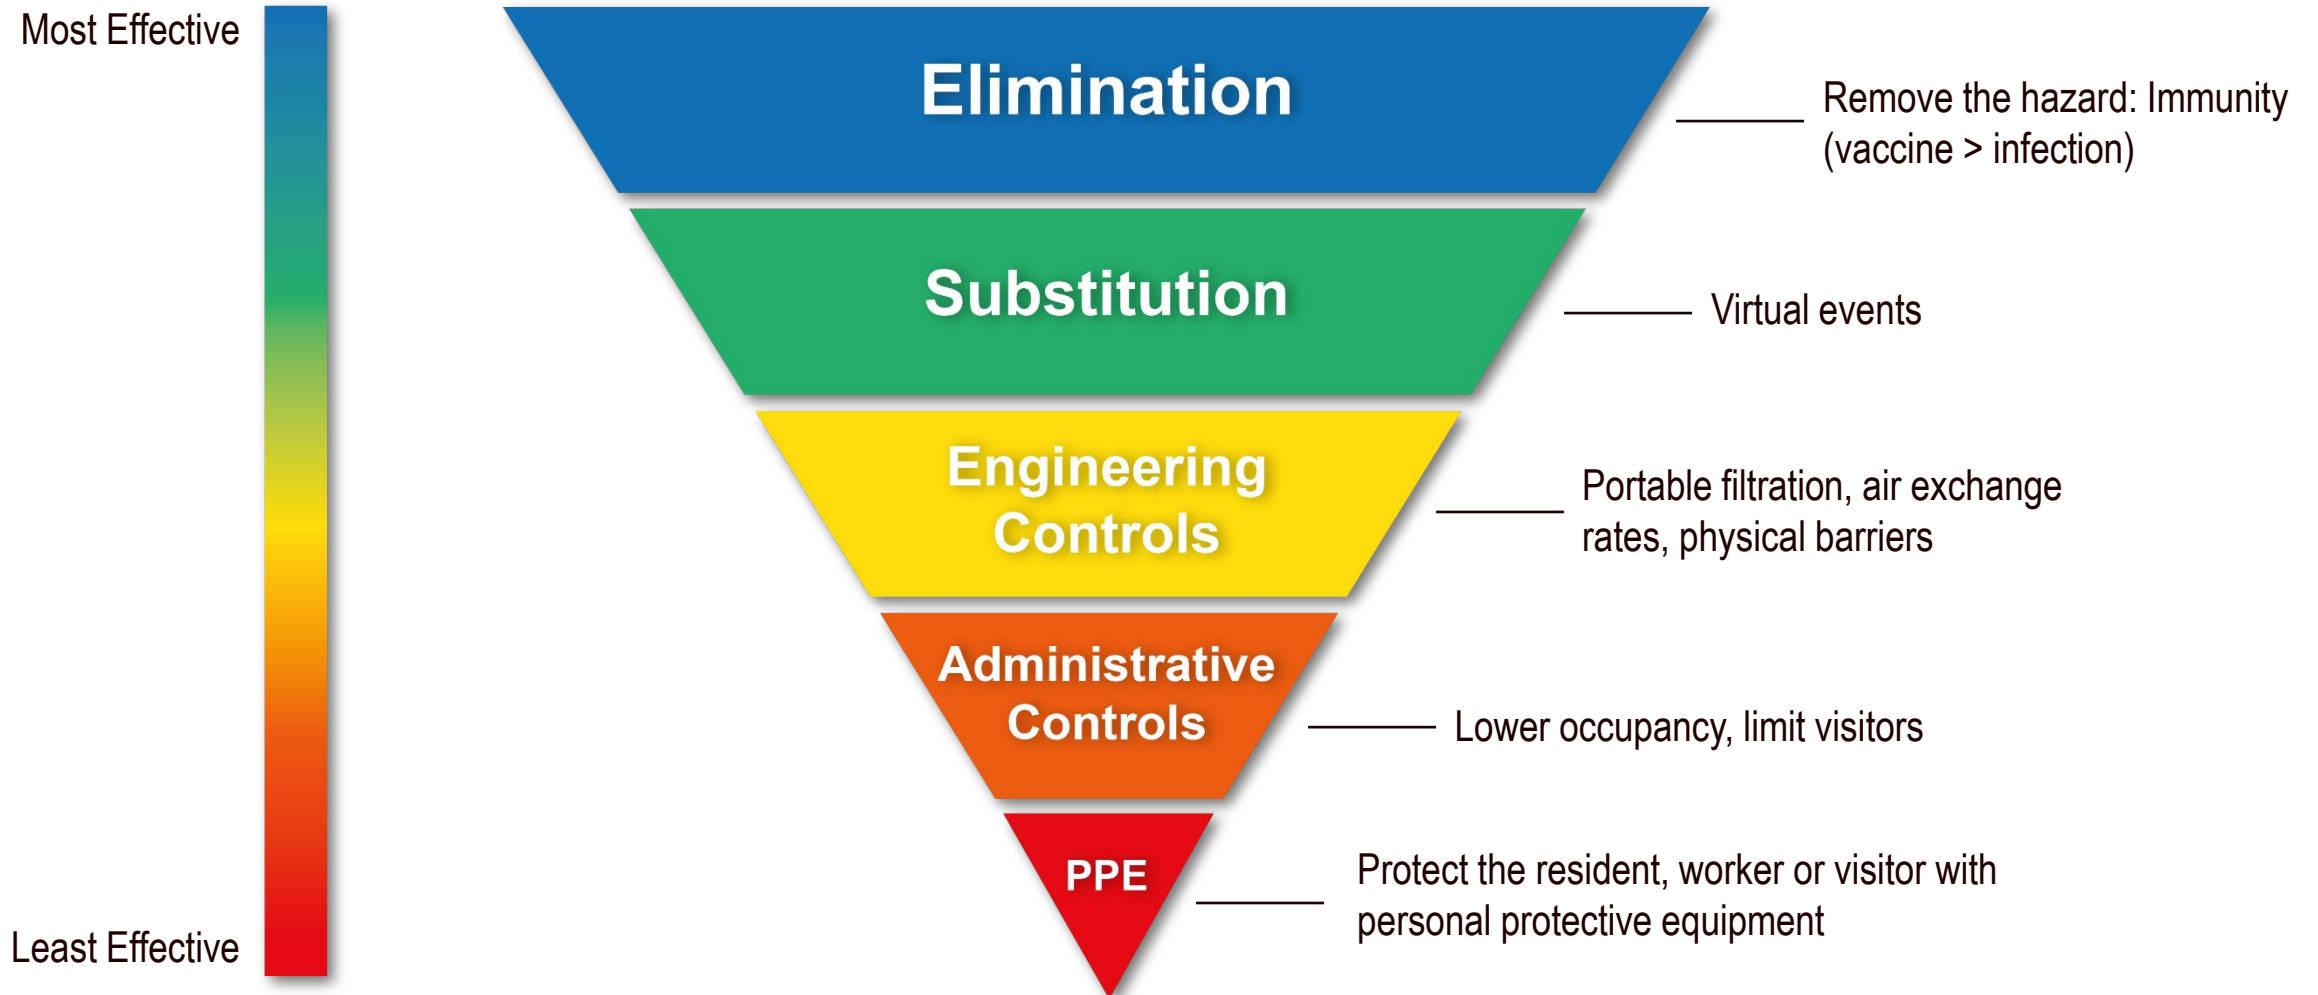 Most Effective
Elimination
Remove the hazard: Immunity
(vaccine > infection)
Substitution
Virtual events
Engineering
Controls
Portable filtration, air exchange
rates, physical barriers
Administrative
Controls
Lower occupancy, limit visitors
PPE
Protect the resident, worker or visitor with
personal protective equipment
Least Effective